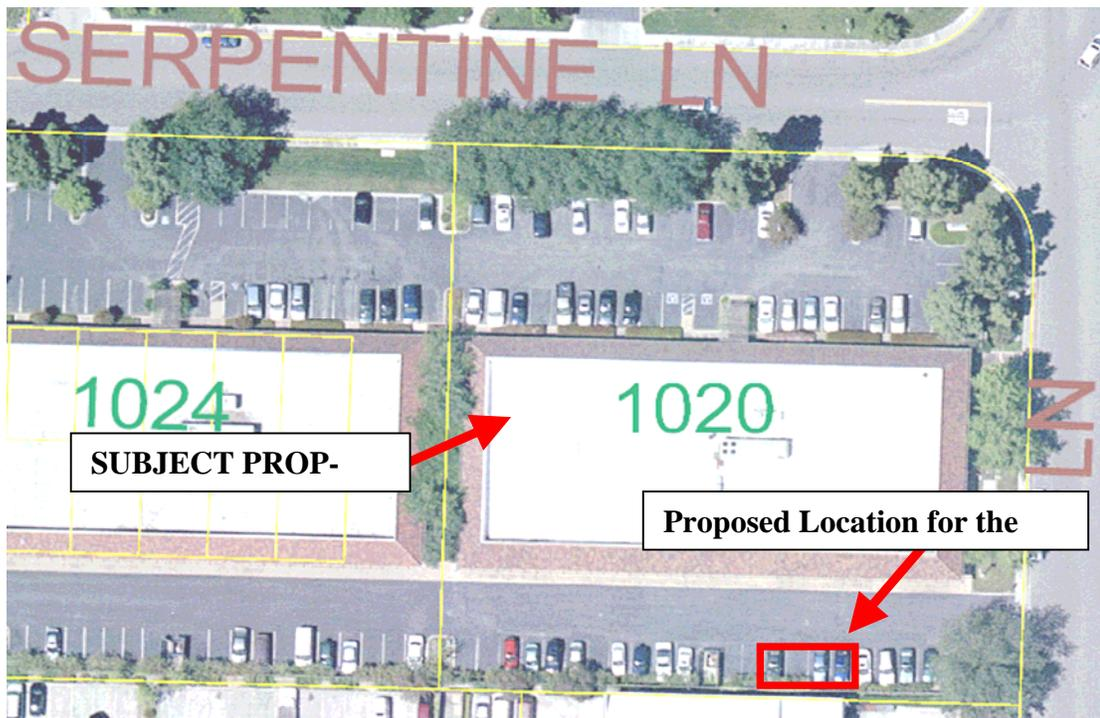 SERPENTINE LN
1024
1020
SUBJECT PROP-
LN
Proposed Location for the